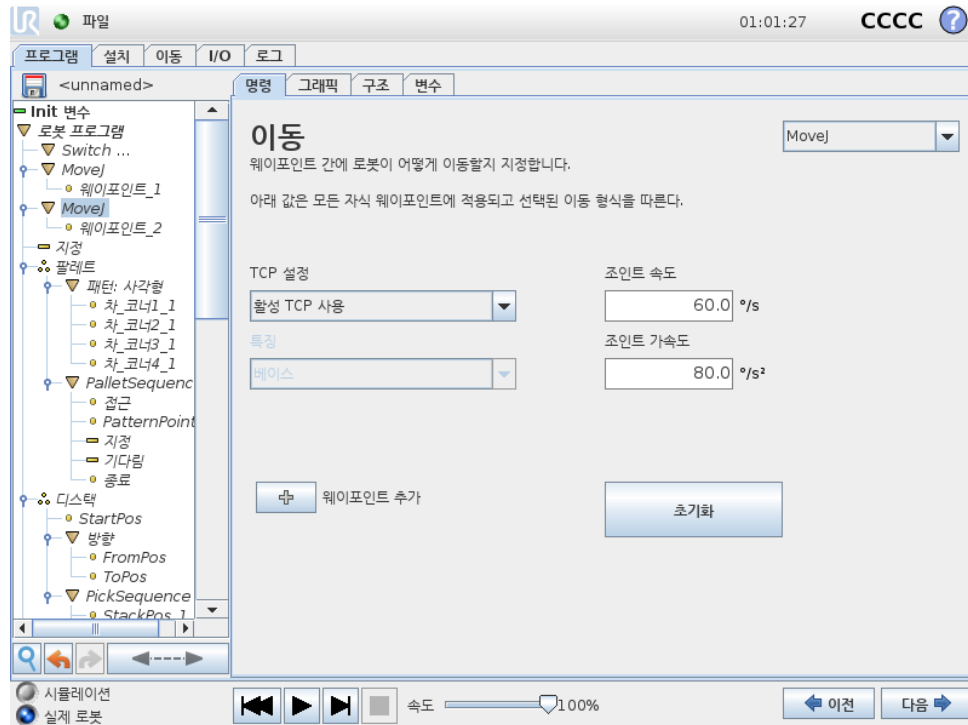 UR 파일 01:01:27 CCCC ?
프로그램 설치 이동 I/O 로그
<unnamed> 명령 그래픽 구조 변수
Init 변수
로봇 프로그램
Switch ...
MoveJ
웨이포인트_1
MoveJ
웨이포인트_2
지정
팔레트
패턴: 사각형
차_코너1_1
차_코너2_1
차_코너3_1
차_코너4_1
PalletSequenc
접근
PatternPoint
지정
기다림
종료
디스택
StartPos
방향
FromPos
ToPos
PickSequence
StackPos_1
이동 MoveJ
웨이포인트 간에 로봇이 어떻게 이동할지 지정합니다.
아래 값은 모든 자식 웨이포인트에 적용되고 선택된 이동 형식을 따른다.
TCP 설정 조인트 속도
활성 TCP 사용 60.0 °/s
특징 조인트 가속도
베이스 80.0 °/s²
웨이포인트 추가 초기화
시뮬레이션
실제 로봇
속도 100% 이전 다음